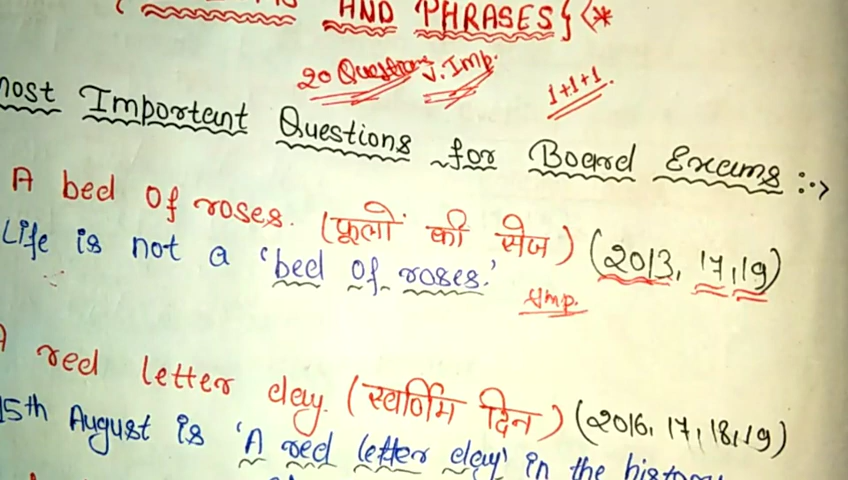 AND PHRASES} <*
20 Questions V. Imp. 1+1+1.
most Important Questions for Board Exams :->
A bed Of roses. (फूलों की सेज) (2013, 17, 19)
Life is not a 'bed of roses.' Imp.
A red letter day. (स्वर्णिम दिन) (2016, 17, 18, 19)
15th August is 'A red letter day' in the history